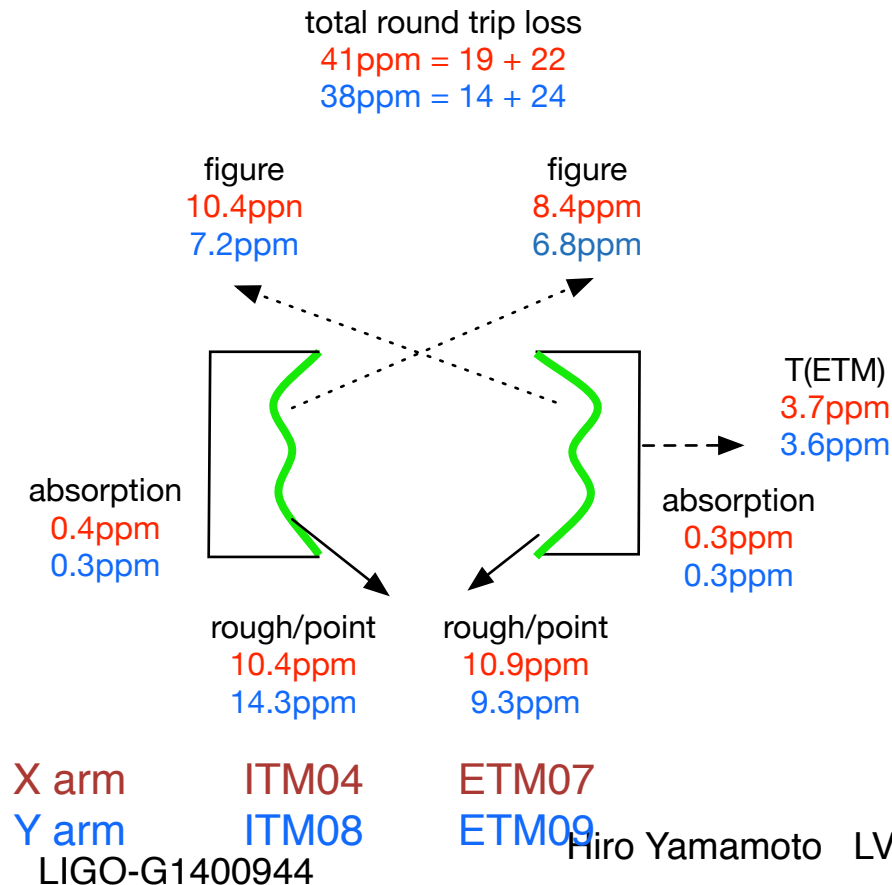 total round trip loss
41ppm = 19 + 22
38ppm = 14 + 24
figure
10.4ppn
7.2ppm
figure
8.4ppm
6.8ppm
T(ETM)
3.7ppm
3.6ppm
absorption
0.4ppm
0.3ppm
absorption
0.3ppm
0.3ppm
rough/point
10.4ppm
14.3ppm
rough/point
10.9ppm
9.3ppm
X arm ITM04 ETM07
Y arm ITM08 ETM09
Hiro Yamamoto LV
LIGO-G1400944